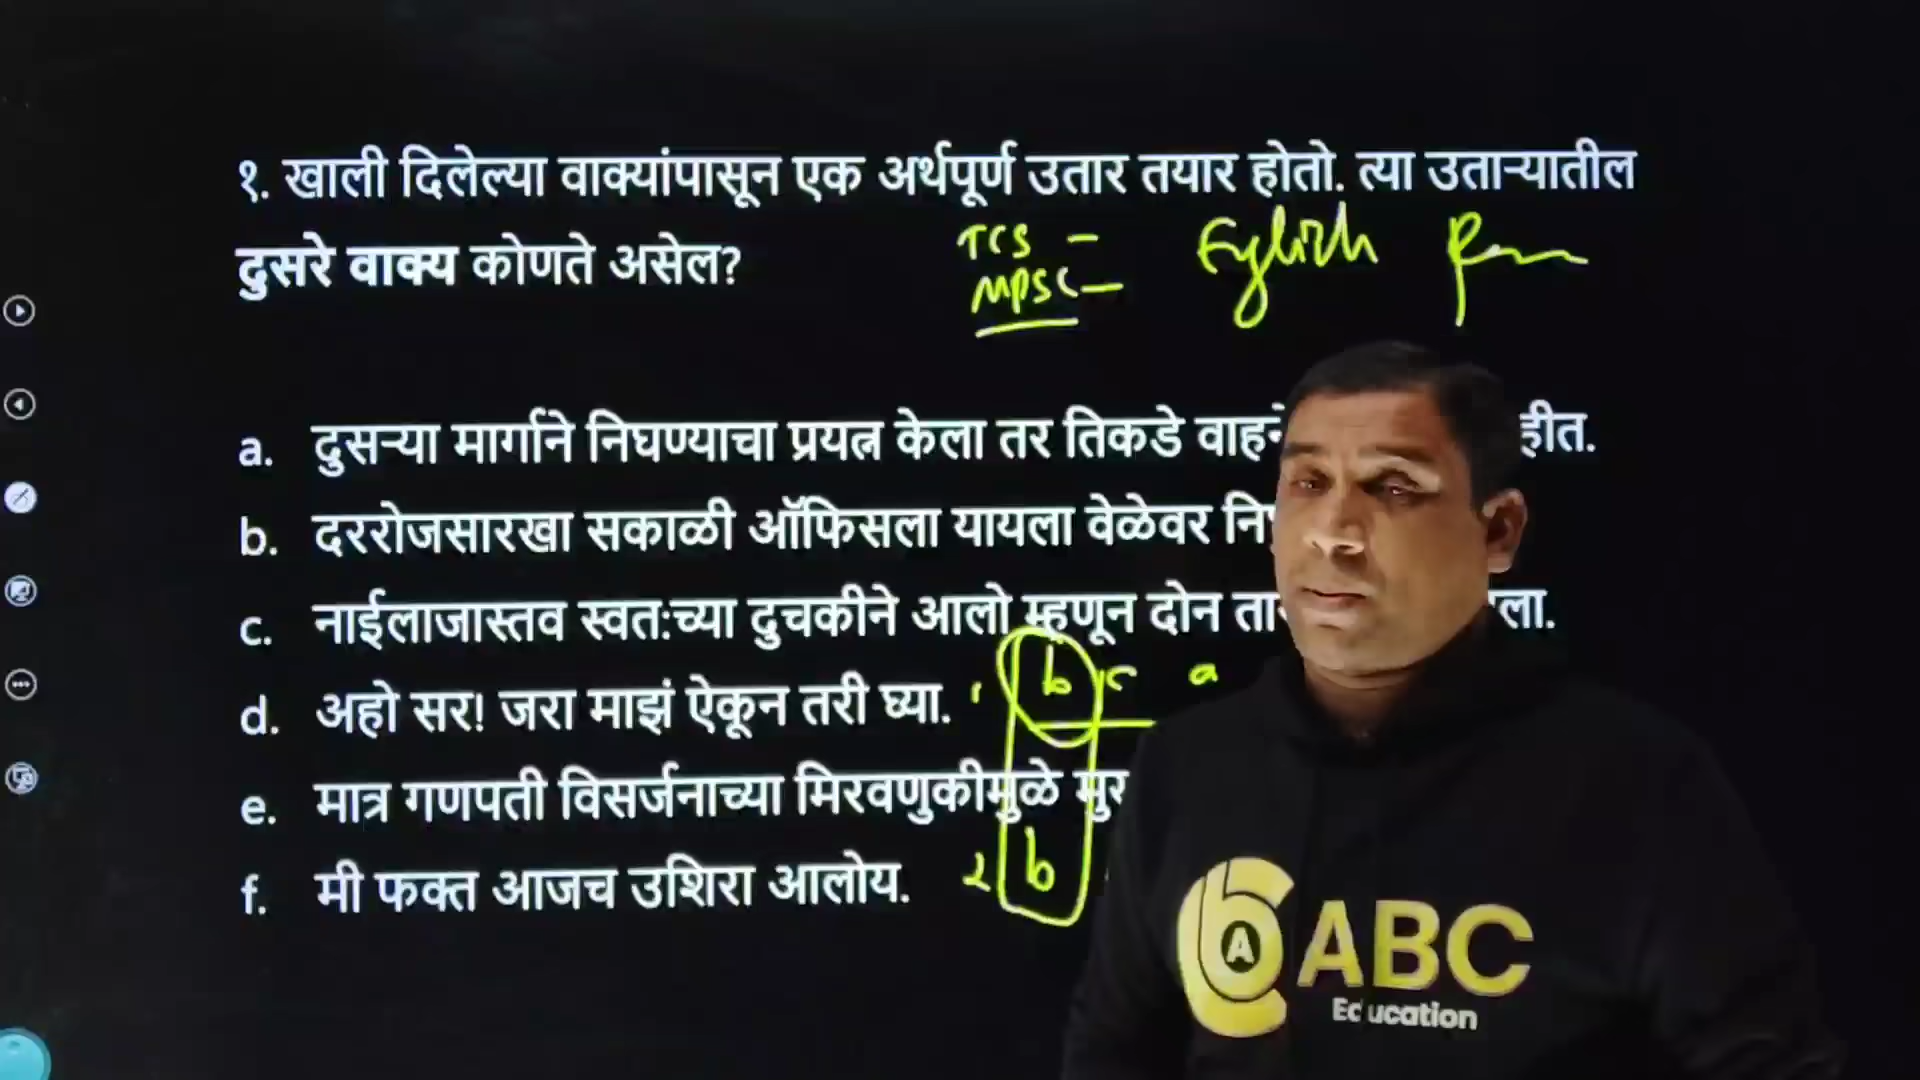 १. खाली दिलेल्या वाक्यांपासून एक अर्थपूर्ण उतार तयार होतो. त्या उताऱ्यातील
दुसरे वाक्य कोणते असेल?
TCS –
MPSC –
a. दुसऱ्या मार्गाने निघण्याचा प्रयत्न केला तर तिकडे
b. दररोजसारखा सकाळी ऑफिसला यायला वेळेवर
c. नाईलाजास्तव स्वत:च्या दुचकीने आलो म्हणून दोन
d. अहो सर! जरा माझं ऐकून तरी घ्या.
१ b c a
e. मात्र गणपती विसर्जनाच्या मिरवणुकीमुळे
f. मी फक्त आजच उशिरा आलोय.
२ b
ABC
Education